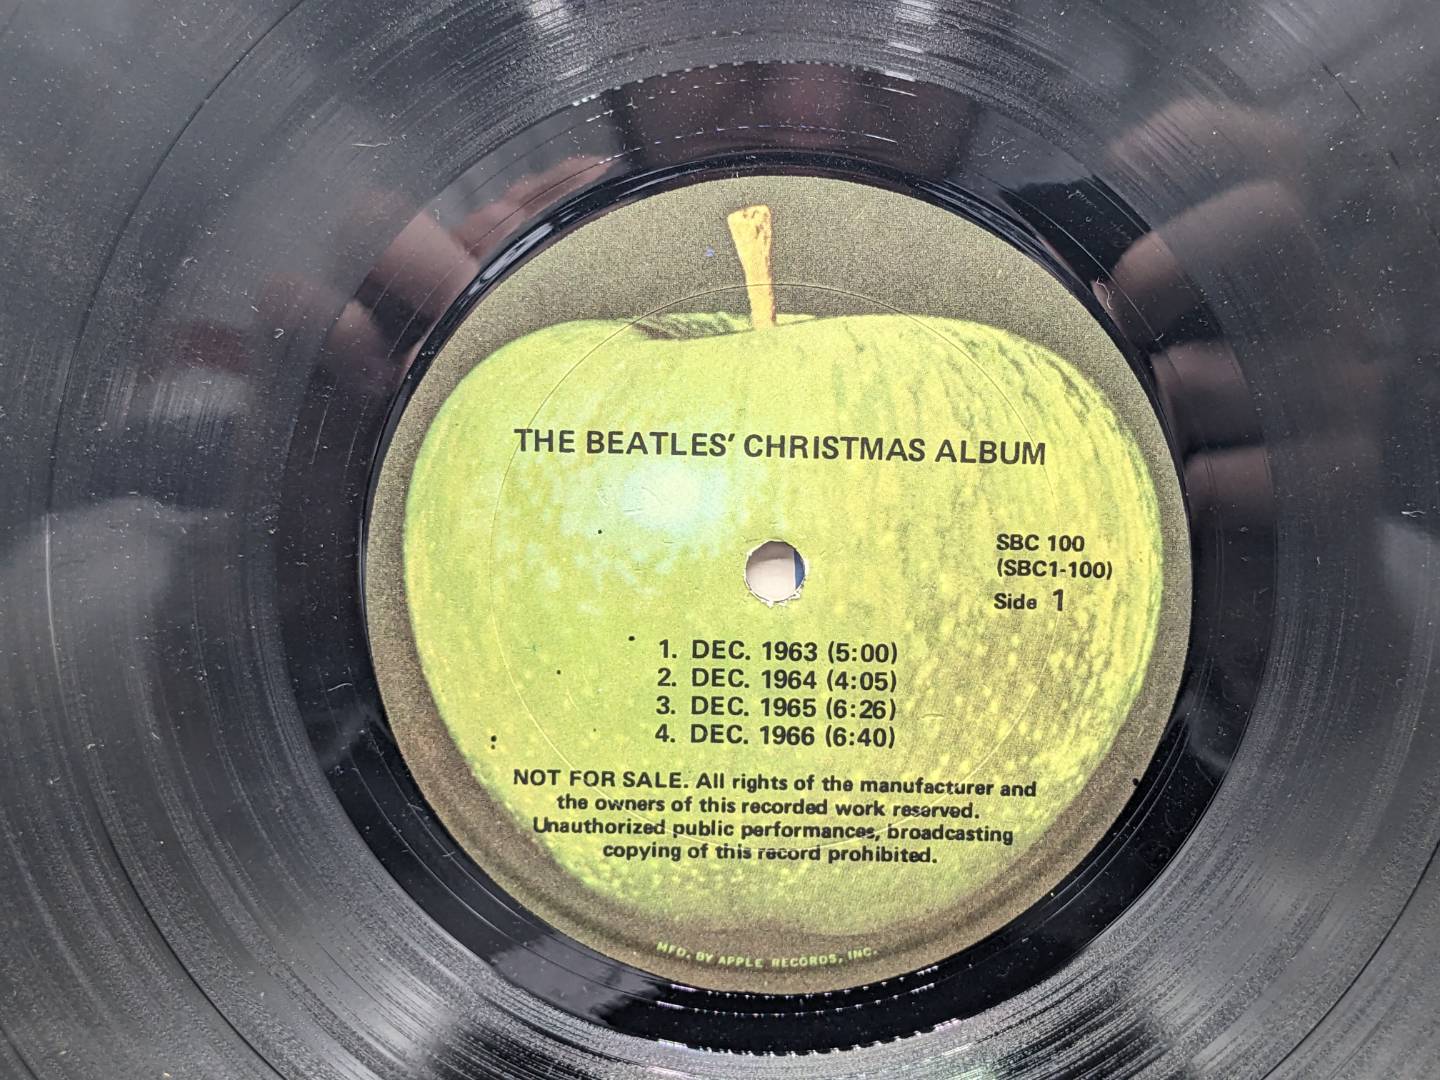 THE BEATLES' CHRISTMAS ALBUM
SBC 100
(SBC1-100)
Side 1
1. DEC. 1963 (5:00)
2. DEC. 1964 (4:05)
3. DEC. 1965 (6:26)
4. DEC. 1966 (6:40)
NOT FOR SALE. All rights of the manufacturer and
the owners of this recorded work reserved.
Unauthorized public performances, broadcasting
copying of this record prohibited.
MFD. BY APPLE RECORDS, INC.